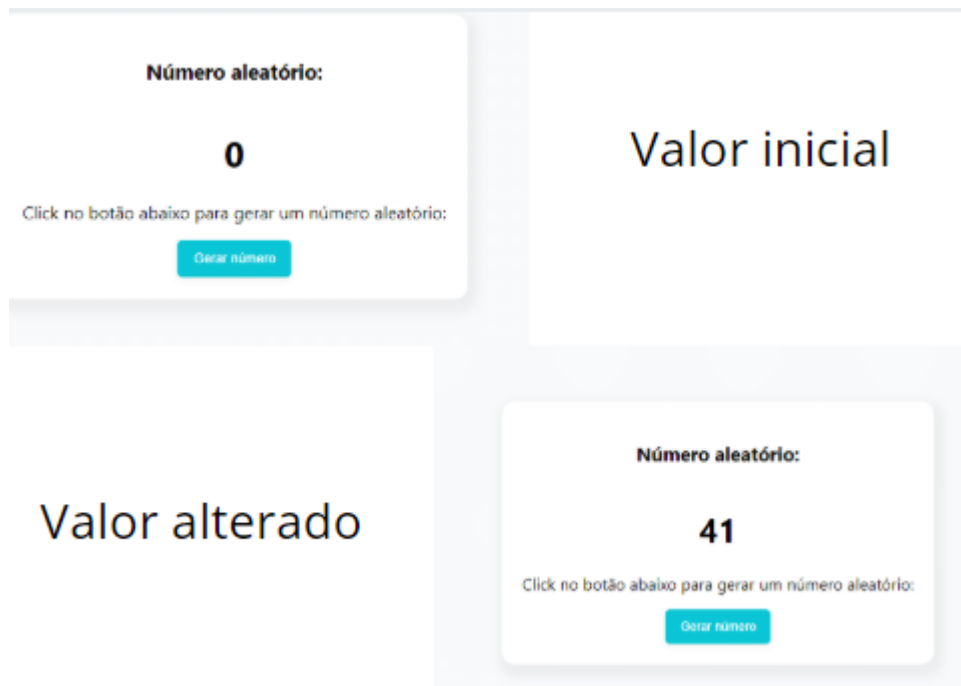 Número aleatório:
0
Click no botão abaixo para gerar um número aleatório:
Gerar número
Valor inicial
Valor alterado
Número aleatório:
41
Click no botão abaixo para gerar um número aleatório:
Gerar número